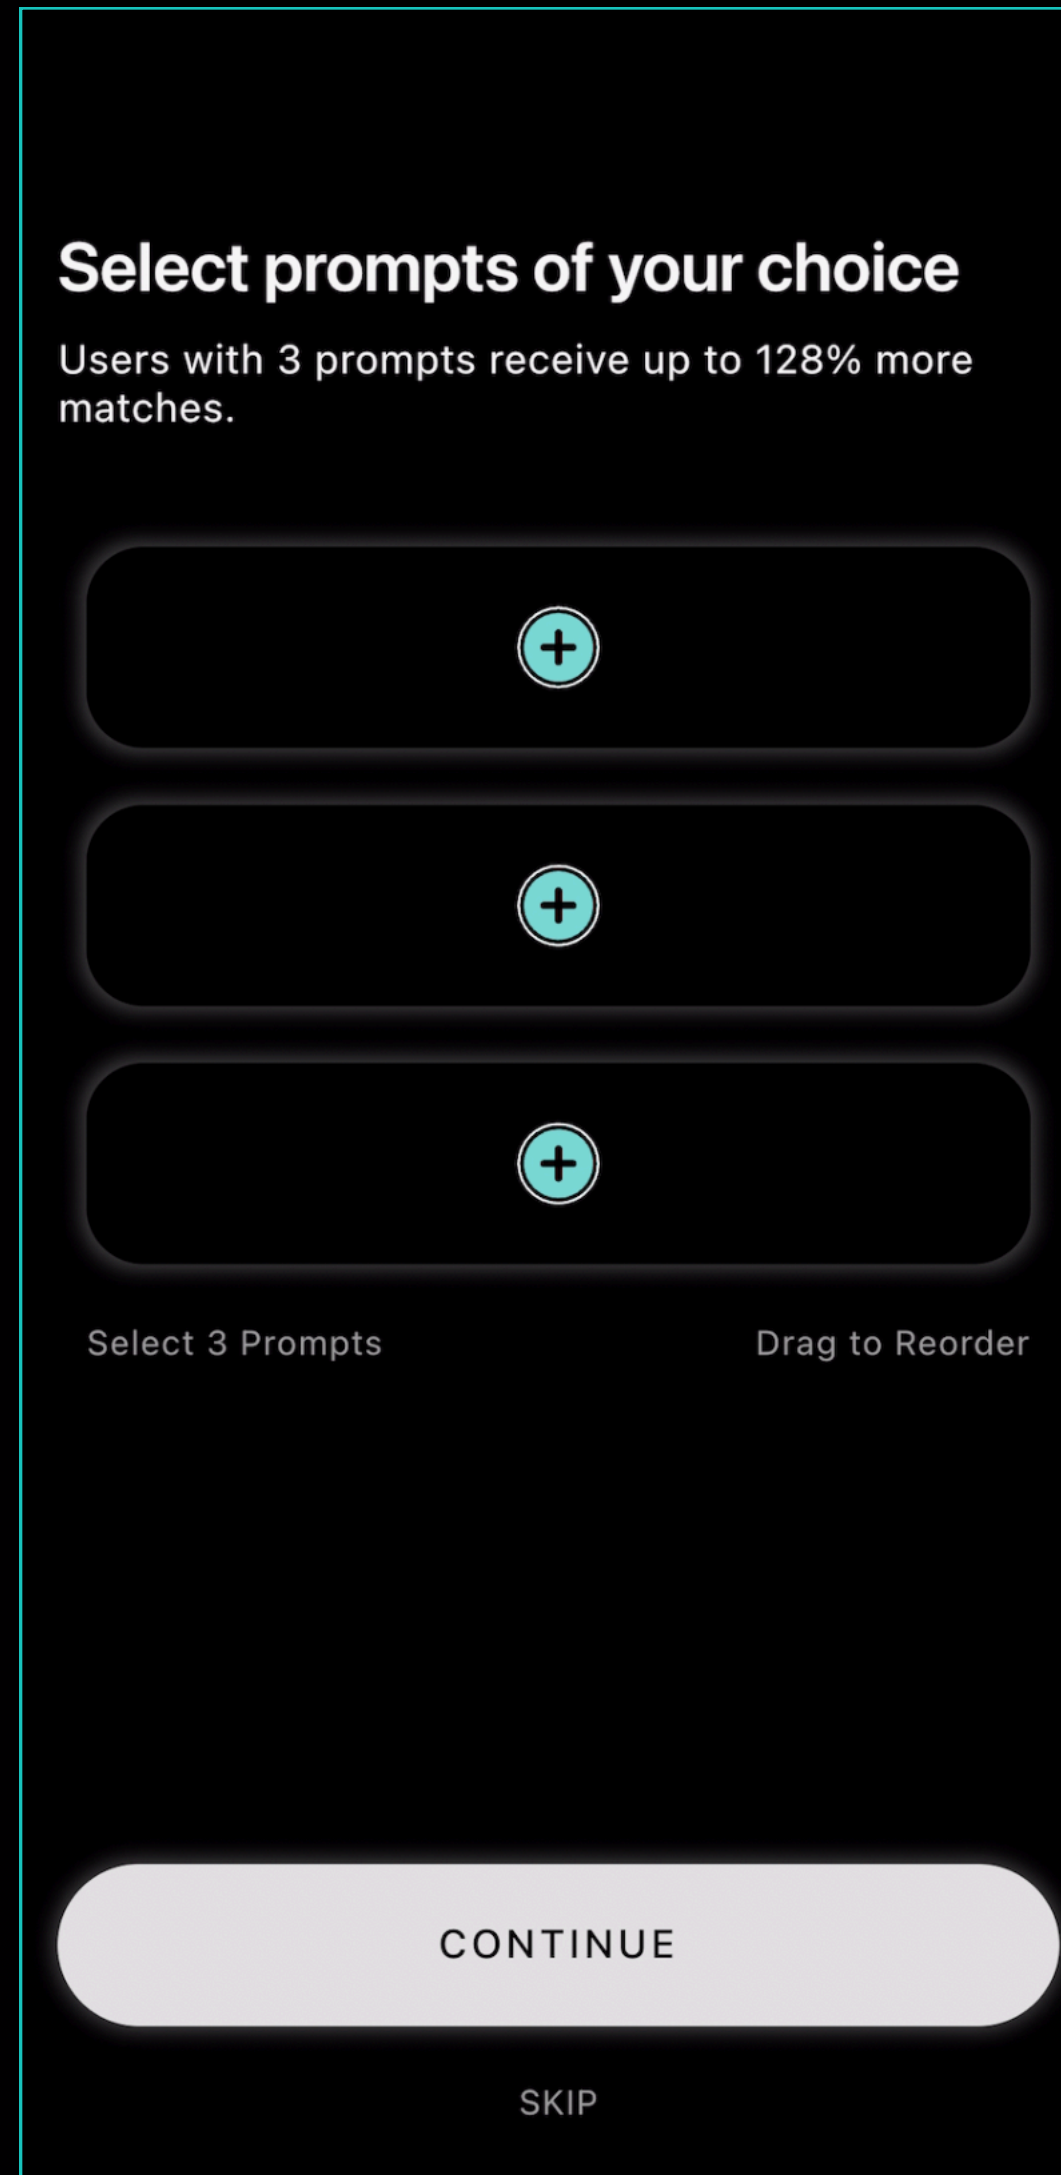 Select prompts of your choice
Users with 3 prompts receive up to 128% more
matches.
Select 3 Prompts
Drag to Reorder
CONTINUE
SKIP